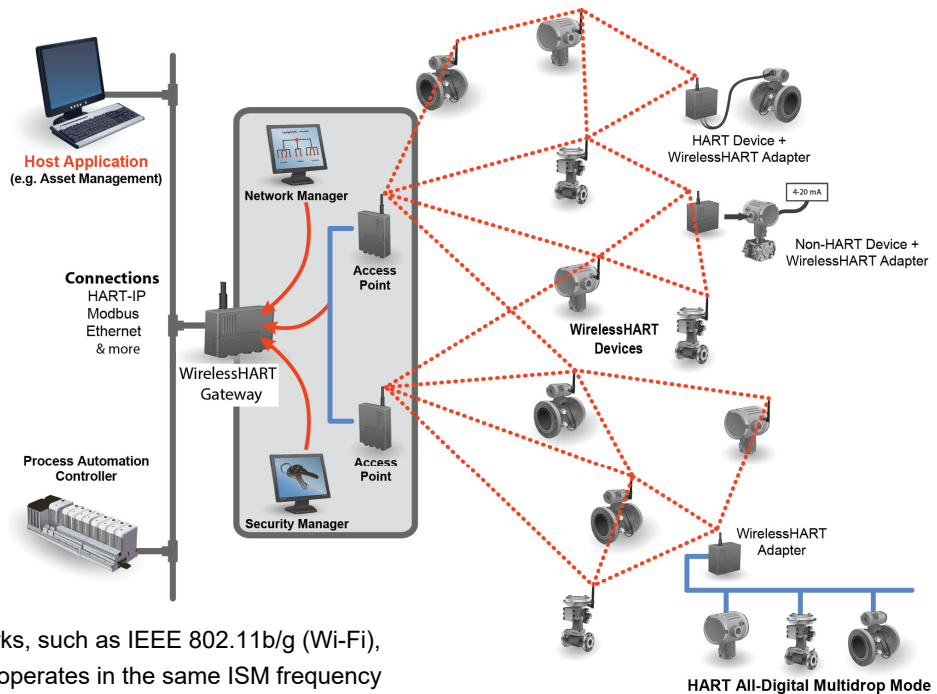 Host Application
(e.g. Asset Management)
Connections
HART-IP
Modbus
Ethernet
& more
Process Automation
Controller
Network Manager
Access
Point
WirelessHART
Gateway
Access
Point
Security Manager
HART Device +
WirelessHART Adapter
4-20 mA
Non-HART Device +
WirelessHART Adapter
WirelessHART
Devices
WirelessHART
Adapter
HART All-Digital Multidrop Mode
rks, such as IEEE 802.11b/g (Wi-Fi),
operates in the same ISM frequency